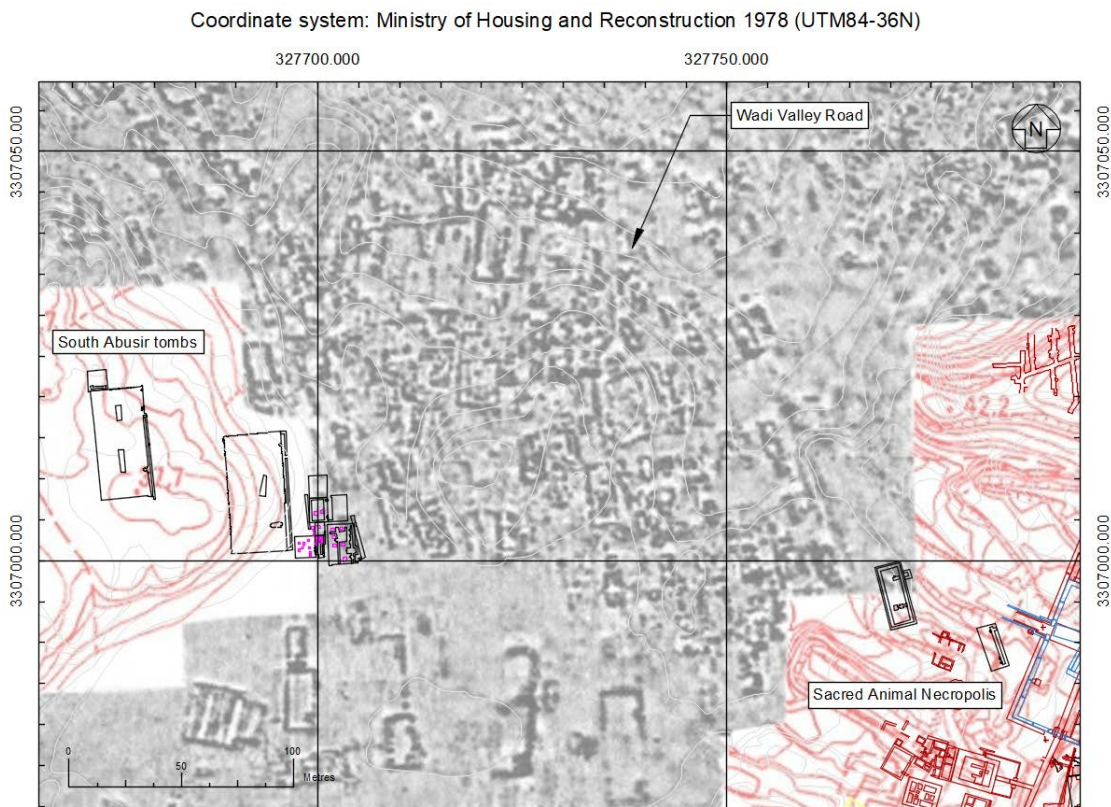 Coordinate system: Ministry of Housing and Reconstruction 1978 (UTM84-36N)
327700.000
327750.000
3307050.000
3307050.000
Wadi Valley Road
N
South Abusir tombs
42.2
3307000.000
3307000.000
Sacred Animal Necropolis
0
100
50
Metres